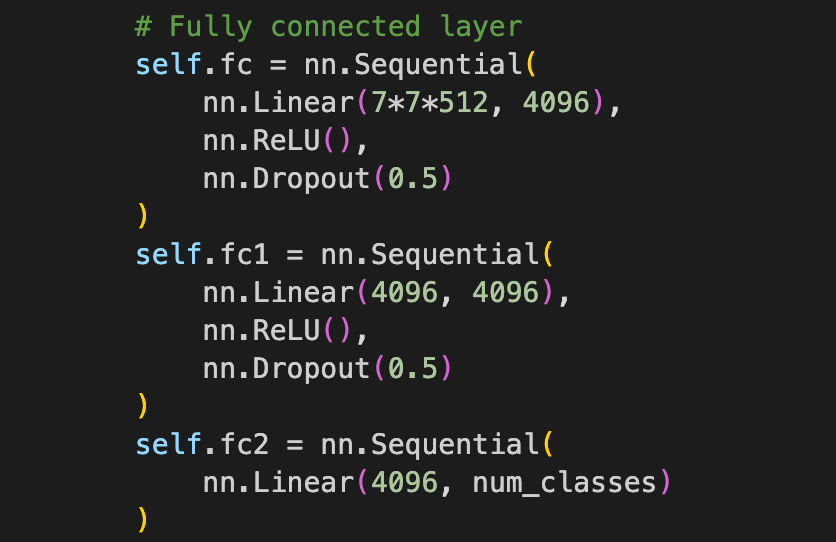 # Fully connected layer
self.fc = nn.Sequential(
nn.Linear(7*7*512, 4096),
nn.ReLU(),
nn.Dropout(0.5)
)
self.fc1 = nn.Sequential(
nn.Linear(4096, 4096),
nn.ReLU(),
nn.Dropout(0.5)
)
self.fc2 = nn.Sequential(
nn.Linear(4096, num_classes)
)